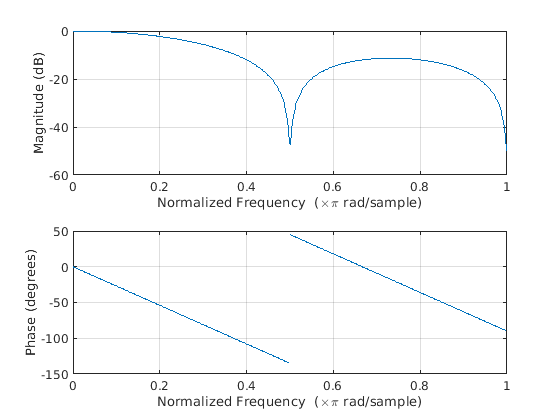 0
-20
-40
-60
Magnitude (dB)
0 0.2 0.4 0.6 0.8 1
Normalized Frequency (×π rad/sample)
50
0
-50
-100
-150
Phase (degrees)
0 0.2 0.4 0.6 0.8 1
Normalized Frequency (×π rad/sample)